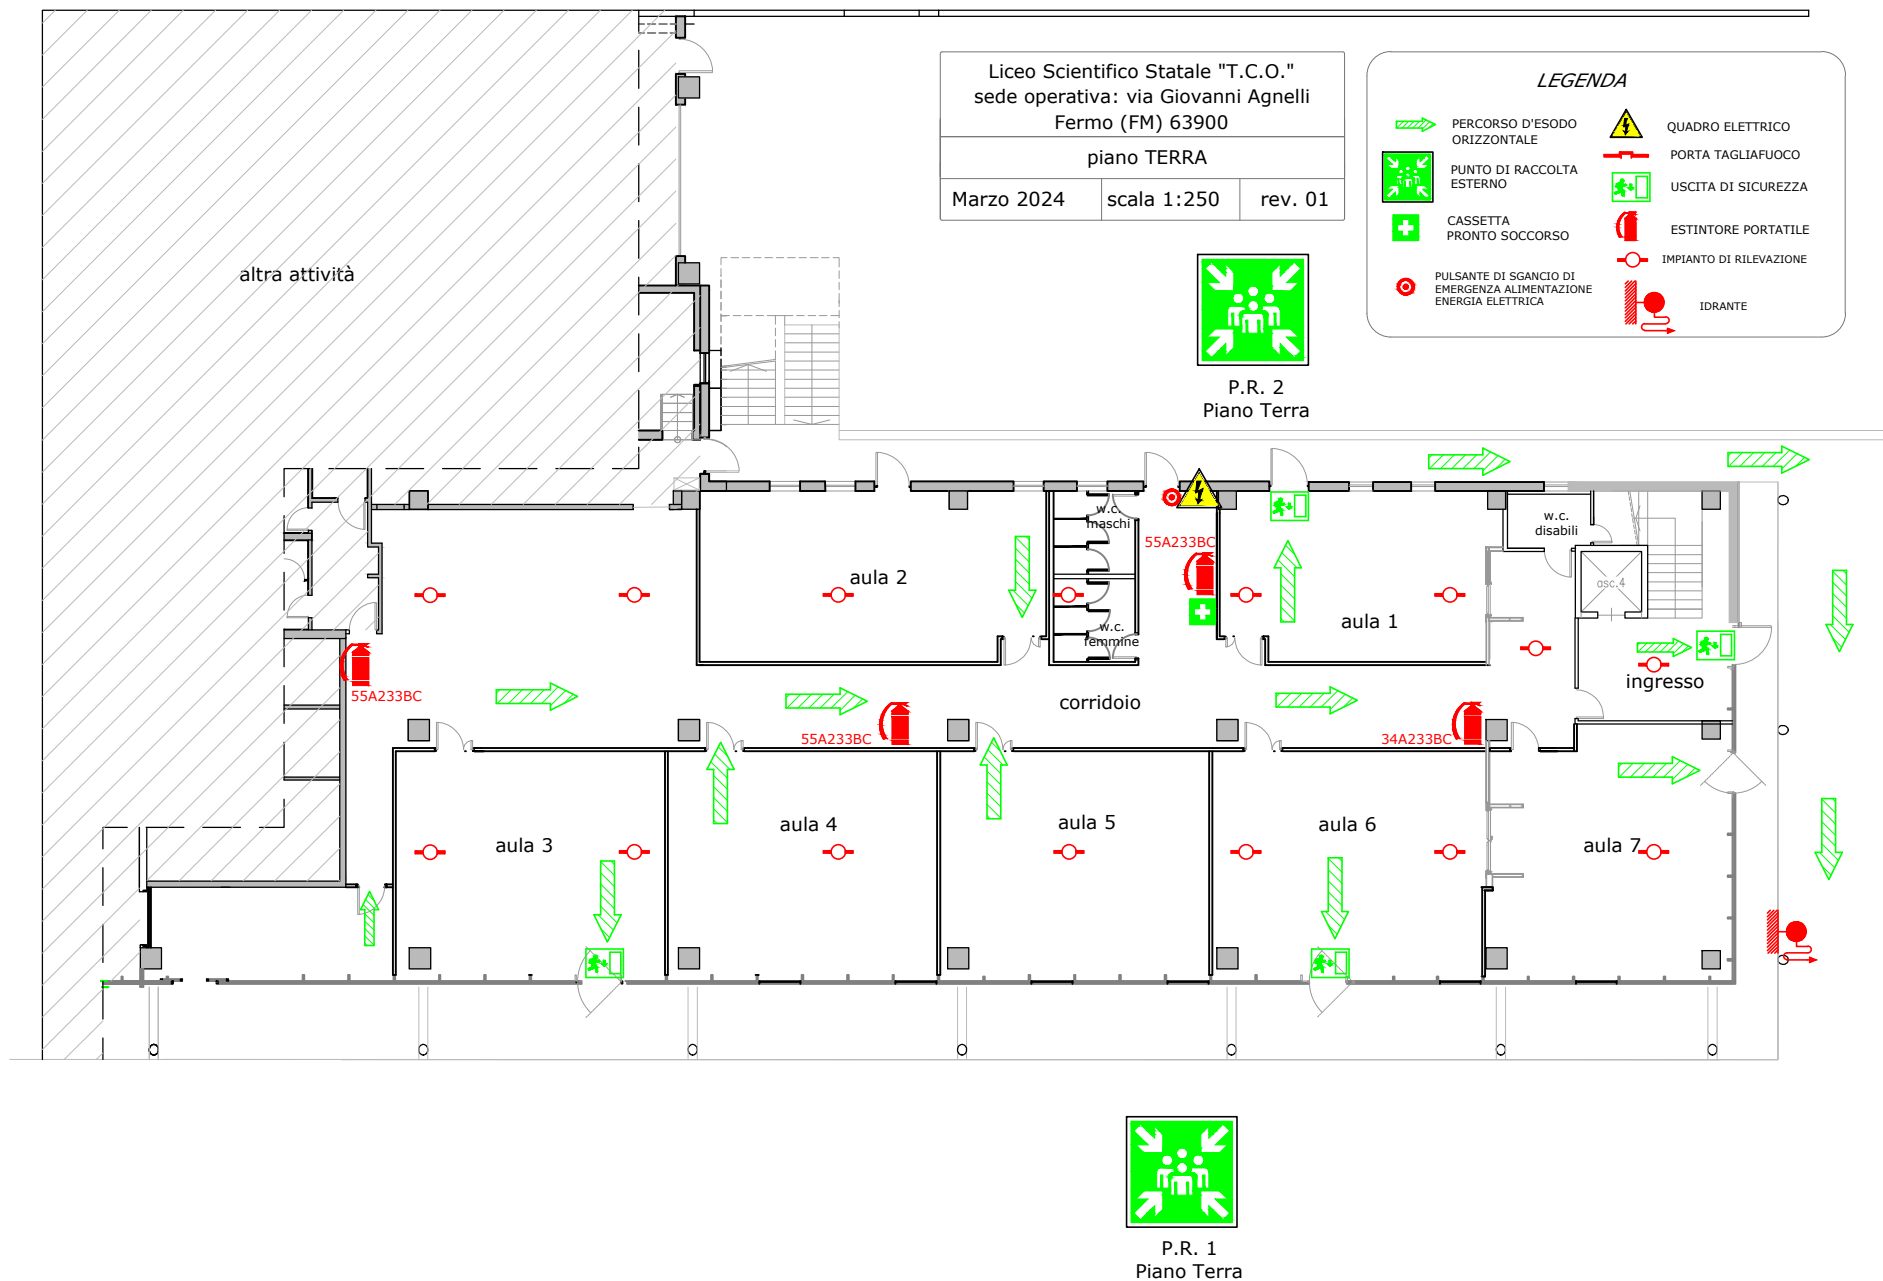 Liceo Scientifico Statale "T.C.O."
sede operativa: via Giovanni Agnelli
Fermo (FM) 63900
piano TERRA
Marzo 2024
scala 1:250
rev. 01
LEGENDA
PERCORSO D'ESODO
ORIZZONTALE
PUNTO DI RACCOLTA
ESTERNO
CASSETTA
PRONTO SOCCORSO
PULSANTE DI SGANCIO DI
EMERGENZA ALIMENTAZIONE
ENERGIA ELETTRICA
QUADRO ELETTRICO
PORTA TAGLIAFUOCO
USCITA DI SICUREZZA
ESTINTORE PORTATILE
IMPIANTO DI RILEVAZIONE
IDRANTE
altra attività
P.R. 2
Piano Terra
w.c.
maschi
w.c.
disabili
55A233BC
aula 2
asc.4
aula 1
w.c.
femmine
ingresso
55A233BC
corridoio
55A233BC
34A233BC
aula 3
aula 4
aula 5
aula 6
aula 7
P.R. 1
Piano Terra